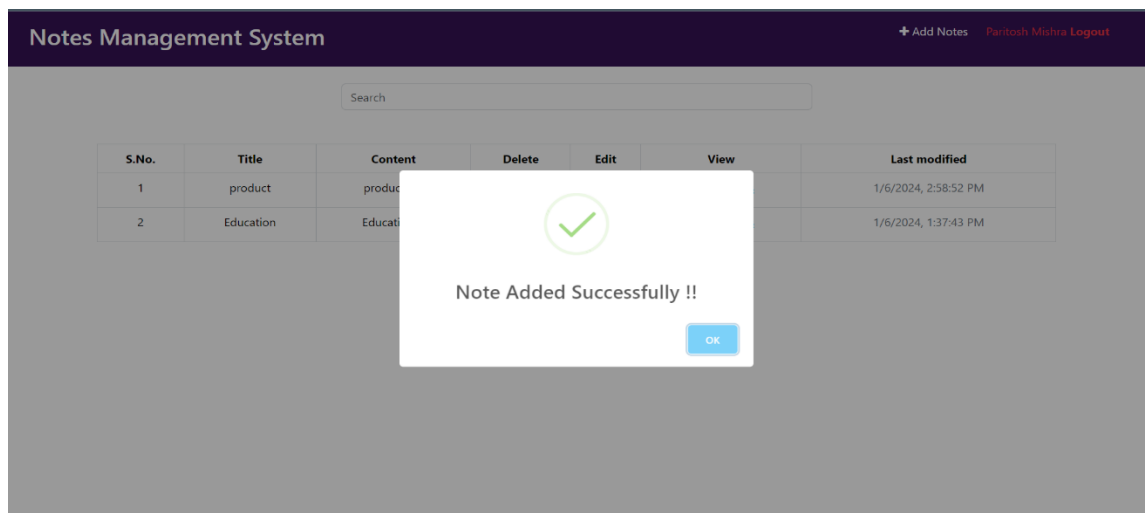 Notes Management System
Add Notes Paritosh Mishra Logout
Search
S.No. Title Content Delete Edit View Last modified
1 product 1/6/2024, 2:58:52 PM
2 Education 1/6/2024, 1:37:43 PM
Note Added Successfully !!
OK